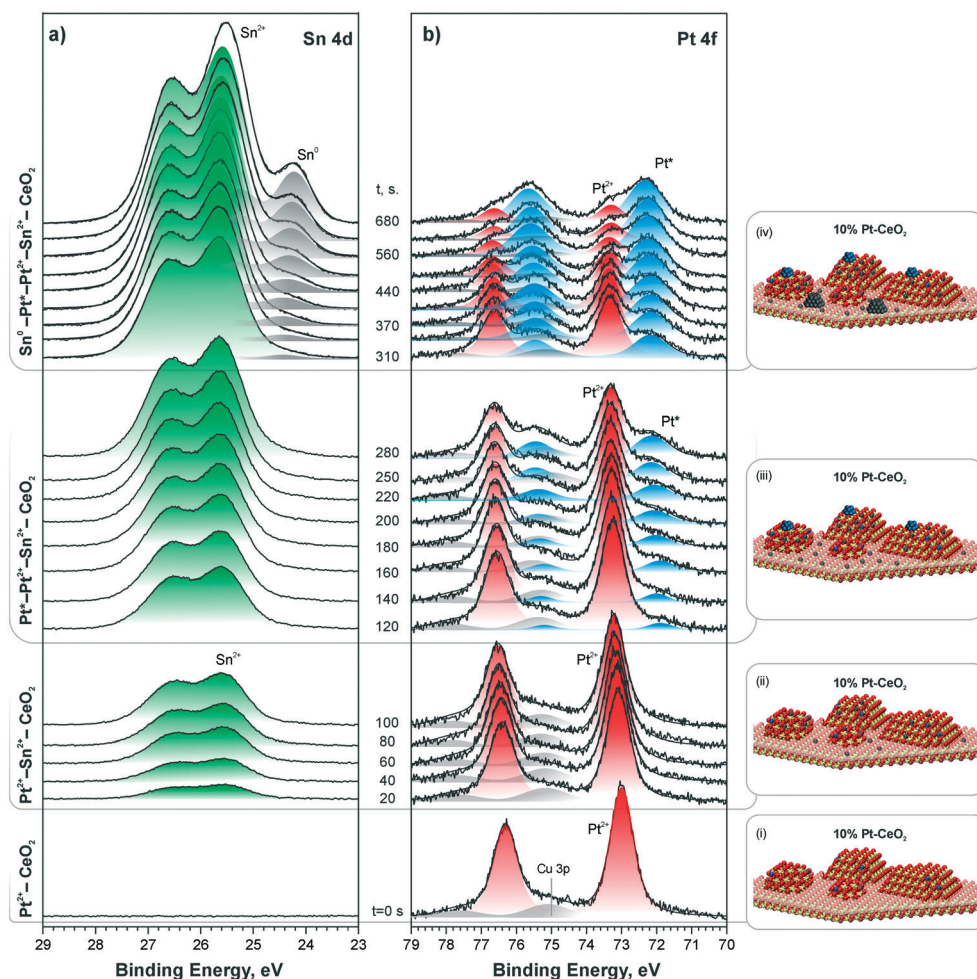 a)
Sn 4d
b)
Pt 4f
Sn²⁺
Sn⁰
Pt²⁺
Pt*
t, s.
680
560
440
370
310
Sn⁰–Pt*–Pt²⁺–Sn²⁺– CeO₂
(iv)
10% Pt-CeO₂
Pt²⁺
Pt*
280
250
220
200
180
160
140
120
Pt*–Pt²⁺–Sn²⁺– CeO₂
(iii)
10% Pt-CeO₂
Sn²⁺
Pt²⁺
100
80
60
40
20
Pt²⁺–Sn²⁺– CeO₂
(ii)
10% Pt-CeO₂
Pt²⁺
Cu 3p
t=0 s
Pt²⁺– CeO₂
(i)
10% Pt-CeO₂
29 28 27 26 25 24 23
79 78 77 76 75 74 73 72 71 70
Binding Energy, eV
Binding Energy, eV